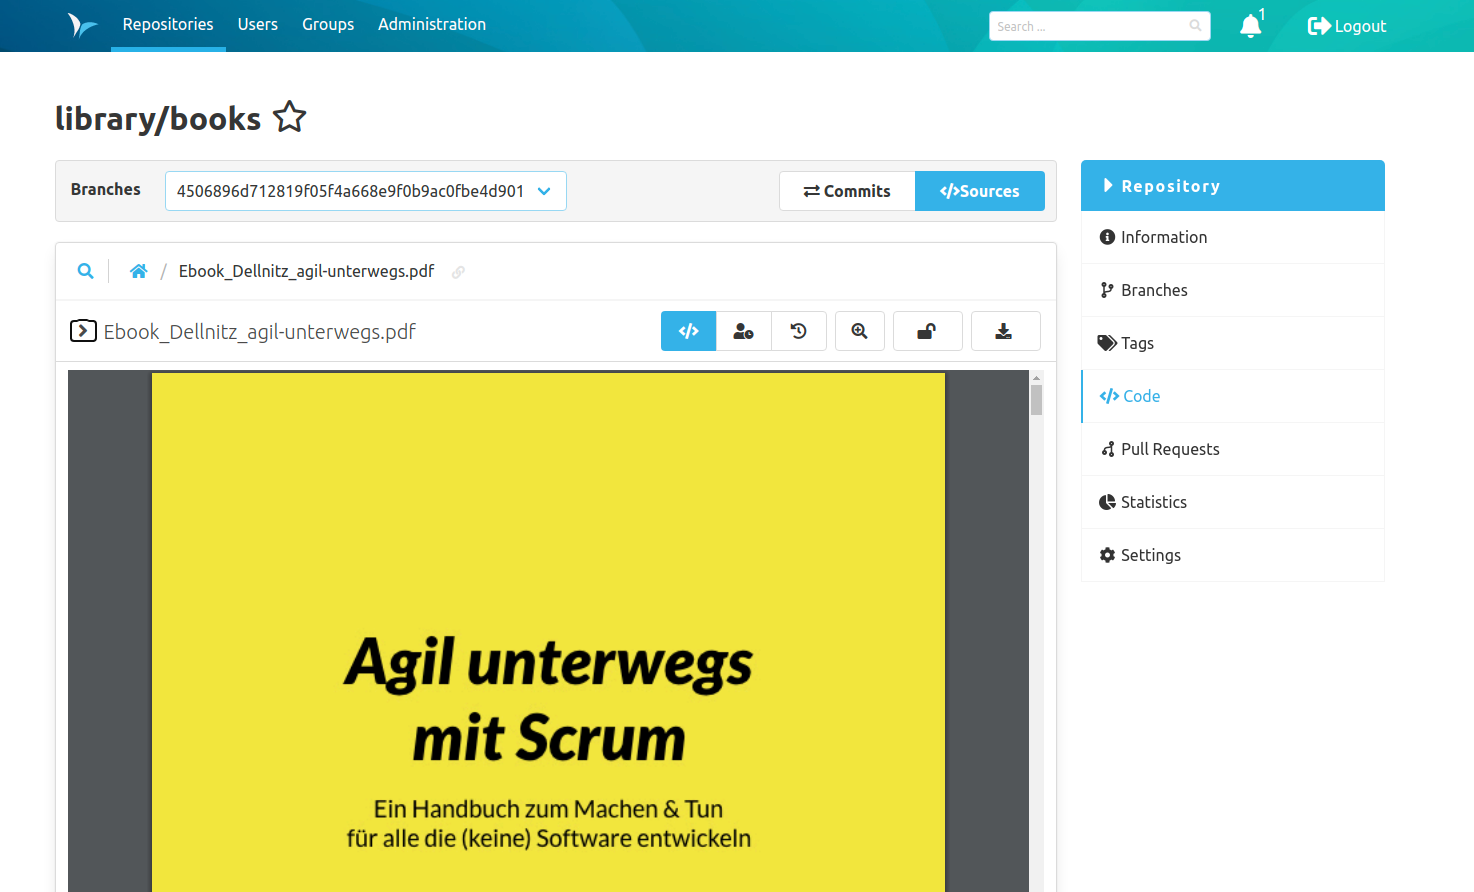 Repositories Users Groups Administration Search ... 1 Logout
library/books
Branches 4506896d712819f05f4a668e9f0b9ac0fbe4d901 Commits </>Sources
/ Ebook_Dellnitz_agil-unterwegs.pdf
Ebook_Dellnitz_agil-unterwegs.pdf
Agil unterwegs
mit Scrum
Ein Handbuch zum Machen & Tun
für alle die (keine) Software entwickeln
Repository
Information
Branches
Tags
</> Code
Pull Requests
Statistics
Settings